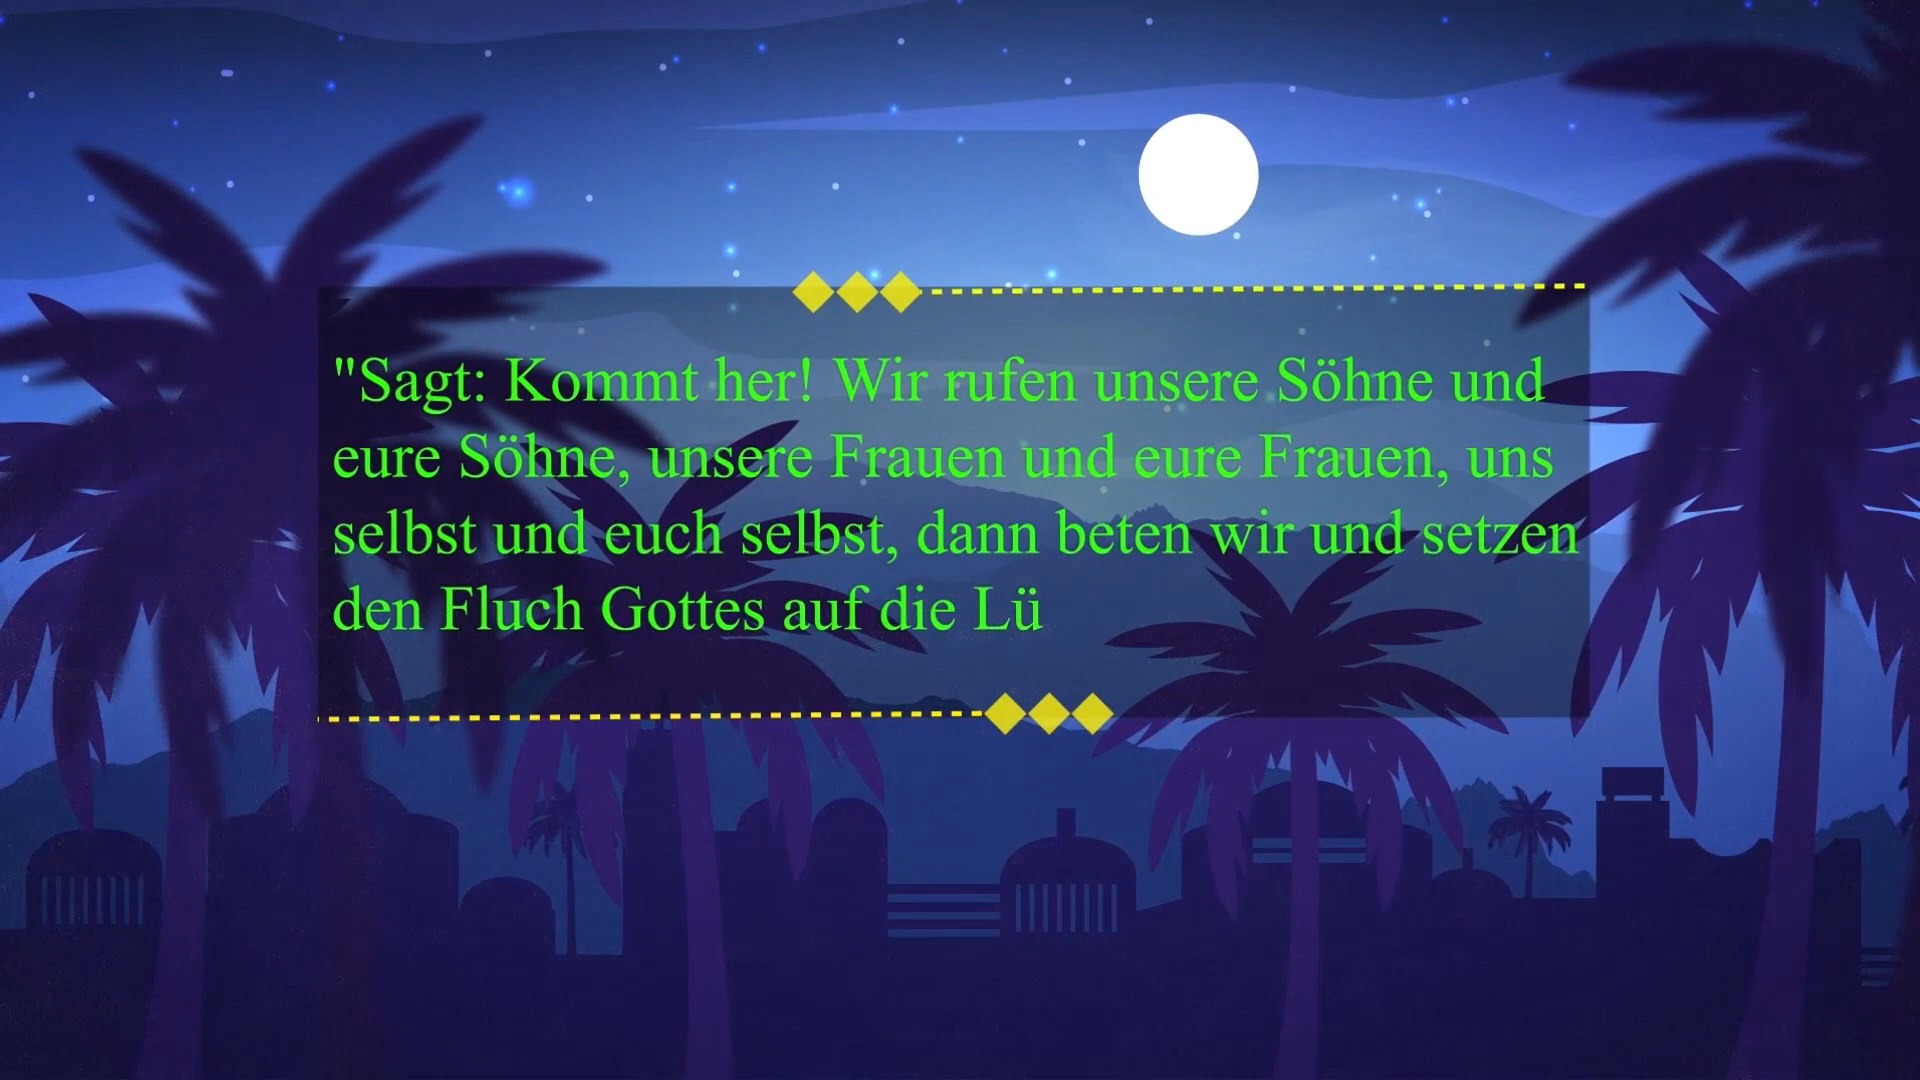 "Sagt: Kommt her! Wir rufen unsere Söhne und
eure Söhne, unsere Frauen und eure Frauen, uns
selbst und euch selbst, dann beten wir und setzen
den Fluch Gottes auf die Lü